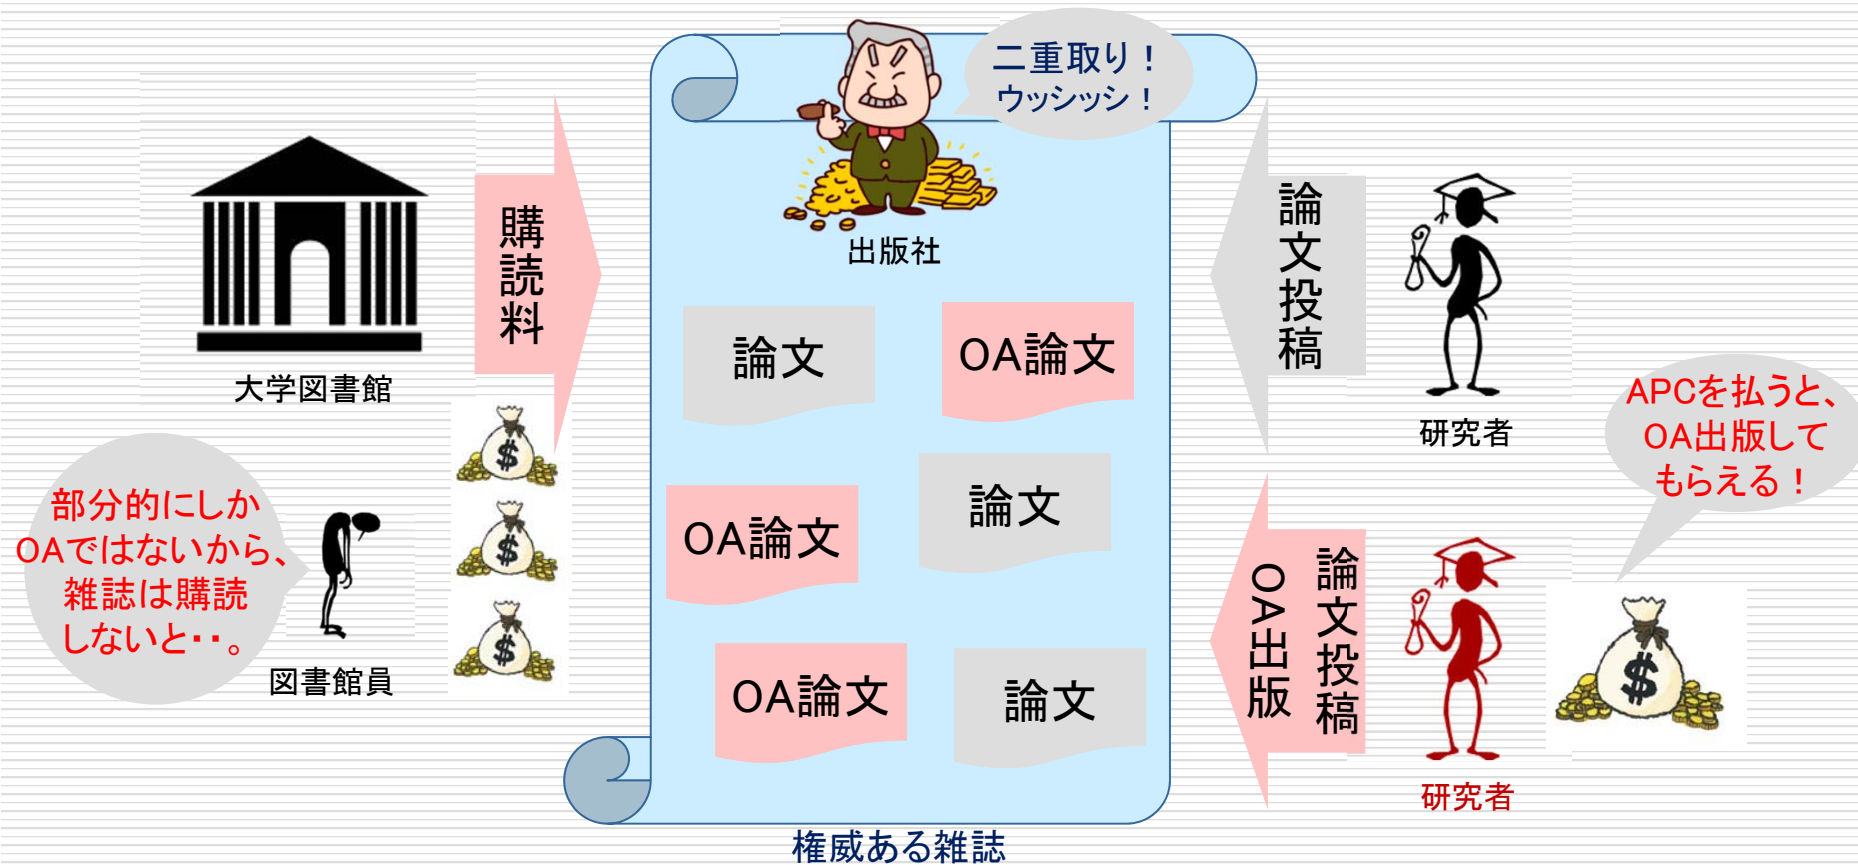 二重取り！
ウッシッシ！
出版社
購読料
大学図書館
部分的にしか
OAではないから、
雑誌は購読
しないと・・。
図書館員
論文
OA論文
OA論文
論文
OA論文
論文
権威ある雑誌
論文投稿
研究者
APCを払うと、
OA出版して
もらえる！
論文投稿
OA出版
研究者
$
$
$
$